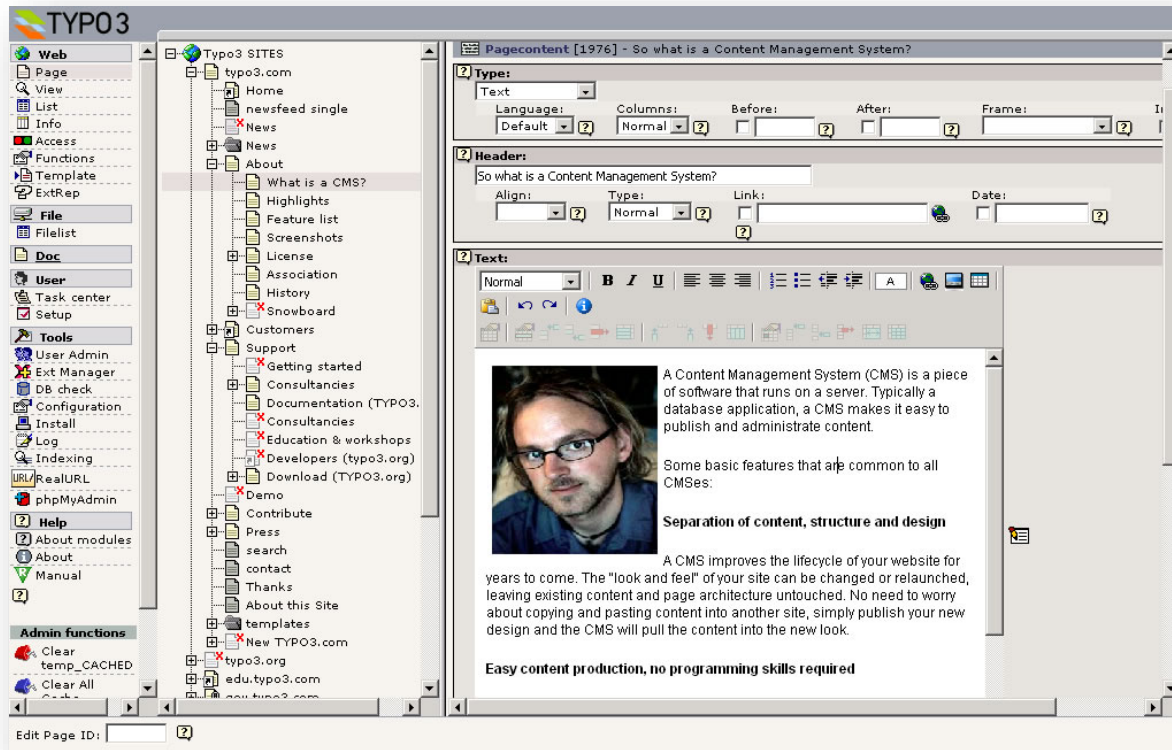 TYPO3
Web
Page
View
List
Info
Access
Functions
Template
ExtRep
File
Filelist
Doc
User
Task center
Setup
Tools
User Admin
Ext Manager
DB check
Configuration
Install
Log
Indexing
URL/ RealURL
phpMyAdmin
Help
About modules
About
Manual
Admin functions
Clear
temp_CACHED
Clear All
Cache
Typo3 SITES
typo3.com
Home
newsfeed single
News
News
About
What is a CMS?
Highlights
Feature list
Screenshots
License
Association
History
Snowboard
Customers
Support
Getting started
Consultancies
Documentation (TYPO3.
Consultancies
Education & workshops
Developers (typo3.org)
Download (TYPO3.org)
Demo
Contribute
Press
search
contact
Thanks
About this Site
templates
New TYPO3.com
typo3.org
edu.typo3.com
gov.typo3.com
Pagecontent [1976] - So what is a Content Management System?
Type:
Text
Language: Columns: Before: After: Frame:
Default Normal
Header:
So what is a Content Management System?
Align: Type: Link: Date:
Normal
Text:
Normal B I U A
A Content Management System (CMS) is a piece
of software that runs on a server. Typically a
database application, a CMS makes it easy to
publish and administrate content.
Some basic features that are common to all
CMSes:
Separation of content, structure and design
A CMS improves the lifecycle of your website for
years to come. The "look and feel" of your site can be changed or relaunched,
leaving existing content and page architecture untouched. No need to worry
about copying and pasting content into another site, simply publish your new
design and the CMS will pull the content into the new look.
Easy content production, no programming skills required
Edit Page ID: